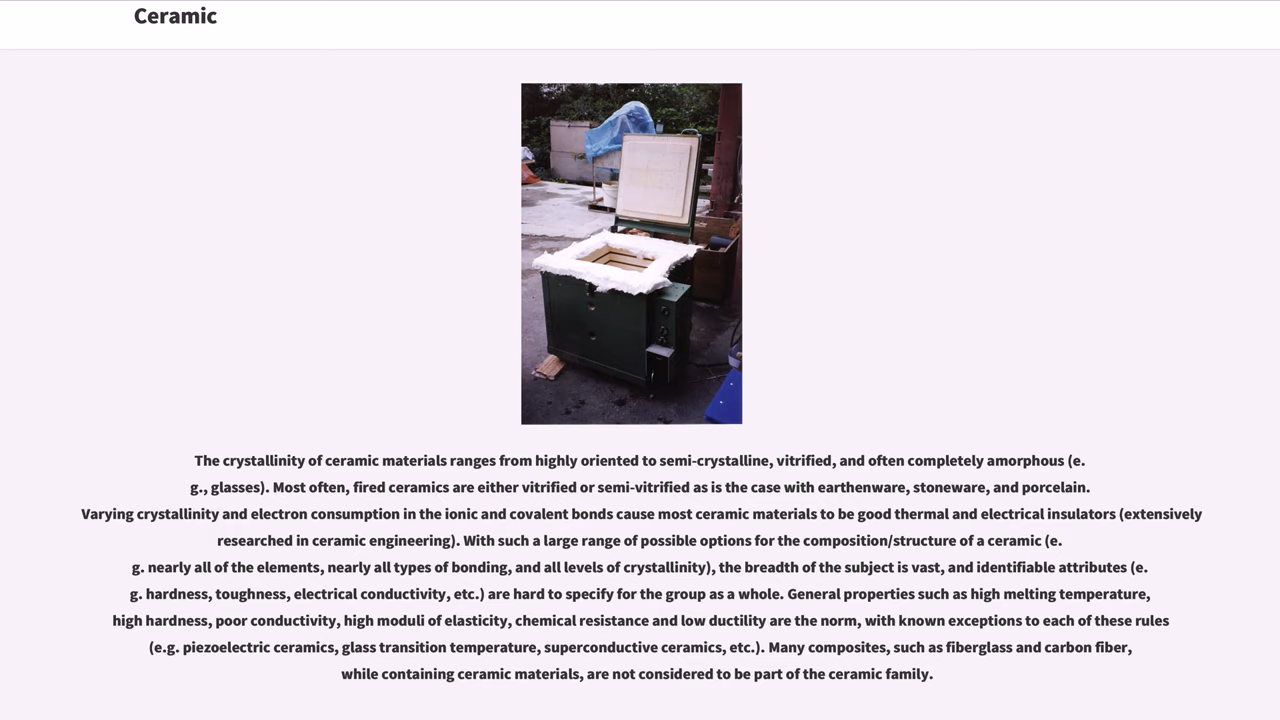 Ceramic
The crystallinity of ceramic materials ranges from highly oriented to semi-crystalline, vitrified, and often completely amorphous (e.
g., glasses). Most often, fired ceramics are either vitrified or semi-vitrified as is the case with earthenware, stoneware, and porcelain.
Varying crystallinity and electron consumption in the ionic and covalent bonds cause most ceramic materials to be good thermal and electrical insulators (extensively
researched in ceramic engineering). With such a large range of possible options for the composition/structure of a ceramic (e.
g. nearly all of the elements, nearly all types of bonding, and all levels of crystallinity), the breadth of the subject is vast, and identifiable attributes (e.
g. hardness, toughness, electrical conductivity, etc.) are hard to specify for the group as a whole. General properties such as high melting temperature,
high hardness, poor conductivity, high moduli of elasticity, chemical resistance and low ductility are the norm, with known exceptions to each of these rules
(e.g. piezoelectric ceramics, glass transition temperature, superconductive ceramics, etc.). Many composites, such as fiberglass and carbon fiber,
while containing ceramic materials, are not considered to be part of the ceramic family.